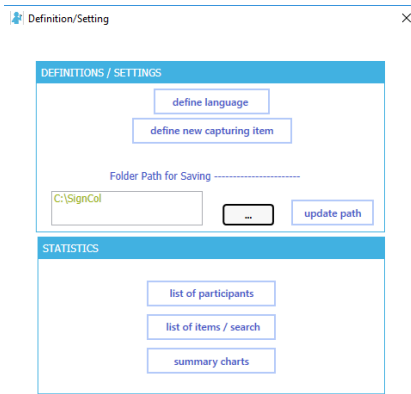 Definition/Setting
DEFINITIONS / SETTINGS
define language
define new capturing item
Folder Path for Saving -----------------------
C:\SignCol
...
update path
STATISTICS
list of participants
list of items / search
summary charts